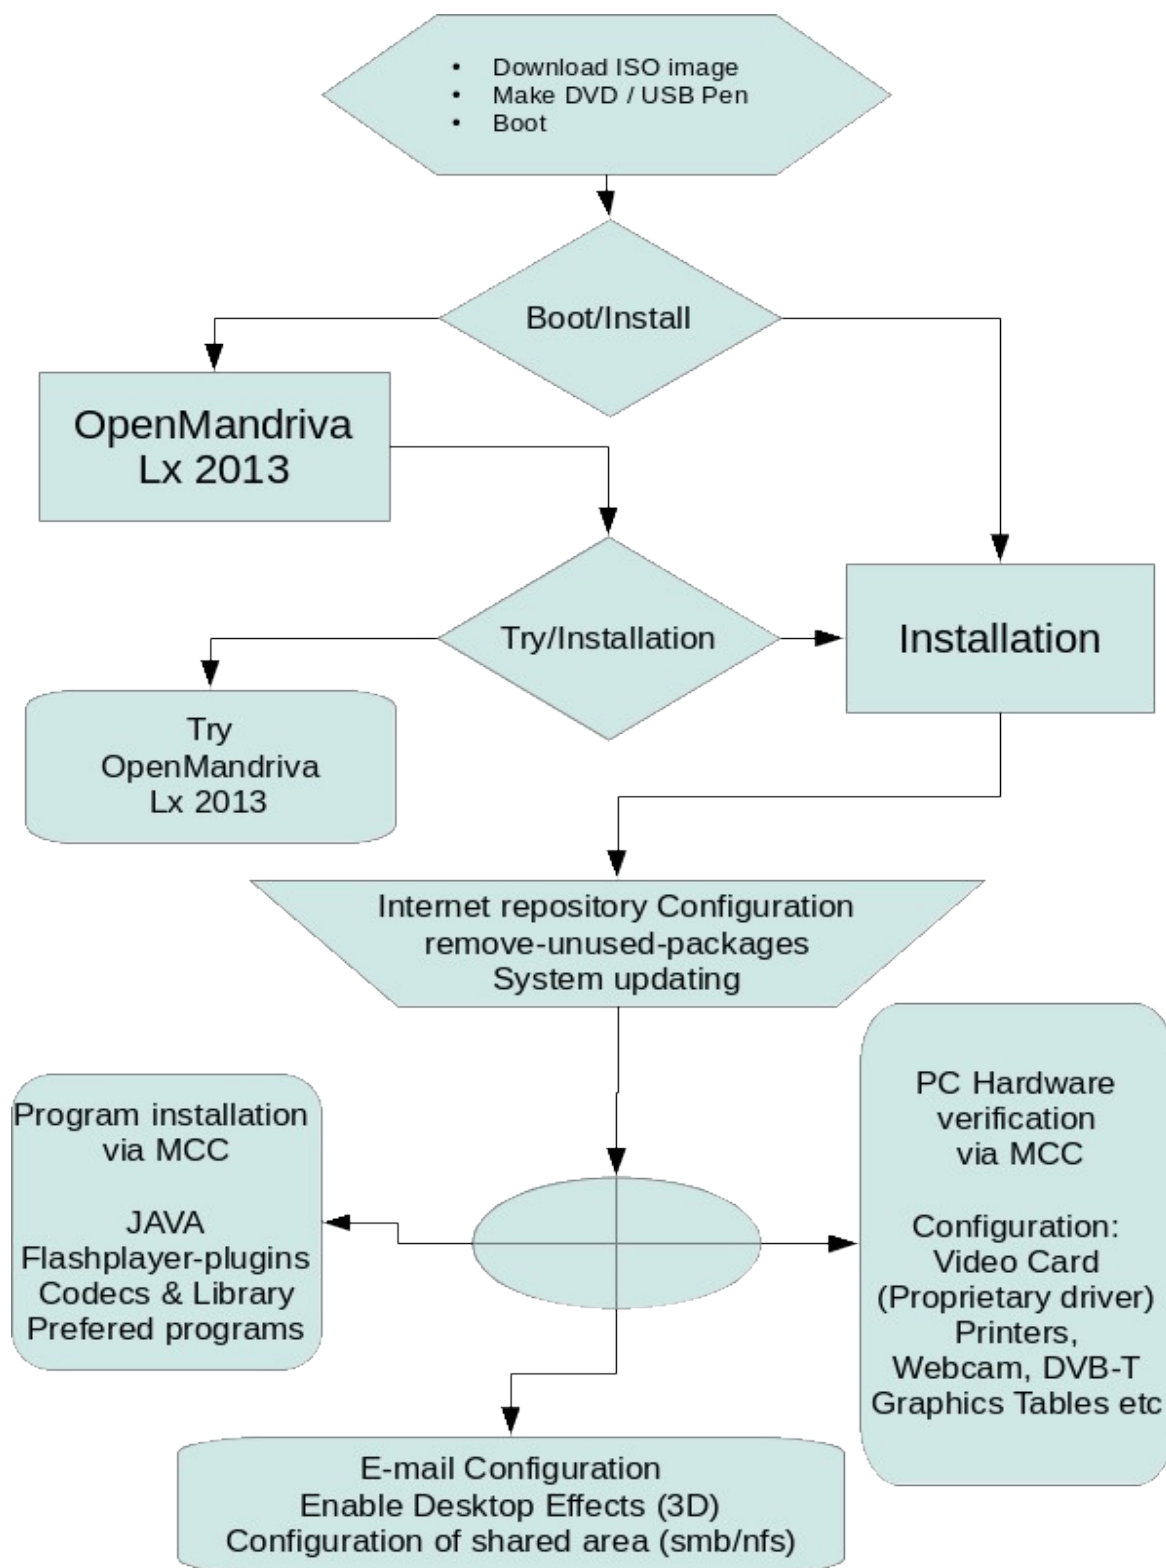 • Download ISO image
• Make DVD / USB Pen
• Boot
Boot/Install
OpenMandriva
Lx 2013
Try/Installation
Installation
Try
OpenMandriva
Lx 2013
Internet repository Configuration
remove-unused-packages
System updating
Program installation
via MCC
JAVA
Flashplayer-plugins
Codecs & Library
Prefered programs
PC Hardware
verification
via MCC
Configuration:
Video Card
(Proprietary driver)
Printers,
Webcam, DVB-T
Graphics Tables etc
E-mail Configuration
Enable Desktop Effects (3D)
Configuration of shared area (smb/nfs)